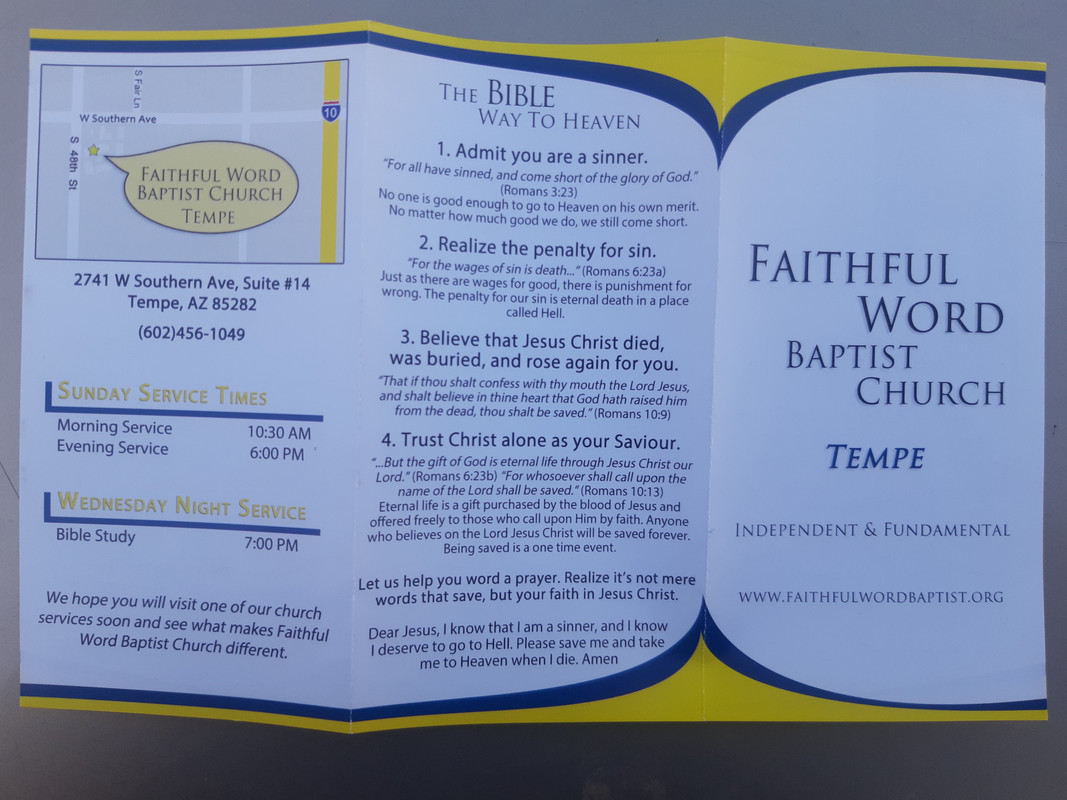 S Fair Ln
W Southern Ave
10
S 48th St
FAITHFUL WORD
BAPTIST CHURCH
TEMPE
2741 W Southern Ave, Suite #14
Tempe, AZ 85282
(602)456-1049
SUNDAY SERVICE TIMES
Morning Service 10:30 AM
Evening Service 6:00 PM
WEDNESDAY NIGHT SERVICE
Bible Study 7:00 PM
We hope you will visit one of our church
services soon and see what makes Faithful
Word Baptist Church different.
THE BIBLE
WAY TO HEAVEN
1. Admit you are a sinner.
"For all have sinned, and come short of the glory of God."
(Romans 3:23)
No one is good enough to go to Heaven on his own merit.
No matter how much good we do, we still come short.
2. Realize the penalty for sin.
"For the wages of sin is death..." (Romans 6:23a)
Just as there are wages for good, there is punishment for
wrong. The penalty for our sin is eternal death in a place
called Hell.
3. Believe that Jesus Christ died,
was buried, and rose again for you.
"That if thou shalt confess with thy mouth the Lord Jesus,
and shalt believe in thine heart that God hath raised him
from the dead, thou shalt be saved." (Romans 10:9)
4. Trust Christ alone as your Saviour.
"...But the gift of God is eternal life through Jesus Christ our
Lord." (Romans 6:23b) "For whosoever shall call upon the
name of the Lord shall be saved." (Romans 10:13)
Eternal life is a gift purchased by the blood of Jesus and
offered freely to those who call upon Him by faith. Anyone
who believes on the Lord Jesus Christ will be saved forever.
Being saved is a one time event.
Let us help you word a prayer. Realize it's not mere
words that save, but your faith in Jesus Christ.
Dear Jesus, I know that I am a sinner, and I know
I deserve to go to Hell. Please save me and take
me to Heaven when I die. Amen
FAITHFUL
WORD
BAPTIST
CHURCH
TEMPE
INDEPENDENT & FUNDAMENTAL
WWW.FAITHFULWORDBAPTIST.ORG